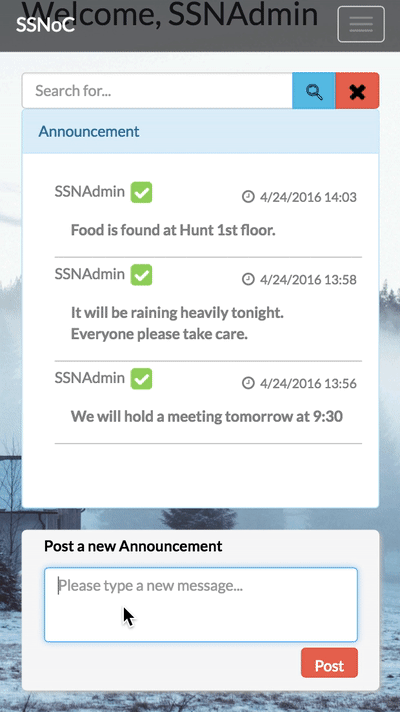 Welcome, SSNAdmin
SSNoC
Search for...
Announcement
SSNAdmin 4/24/2016 14:03
Food is found at Hunt 1st floor.
SSNAdmin 4/24/2016 13:58
It will be raining heavily tonight.
Everyone please take care.
SSNAdmin 4/24/2016 13:56
We will hold a meeting tomorrow at 9:30
Post a new Announcement
Please type a new message...
Post